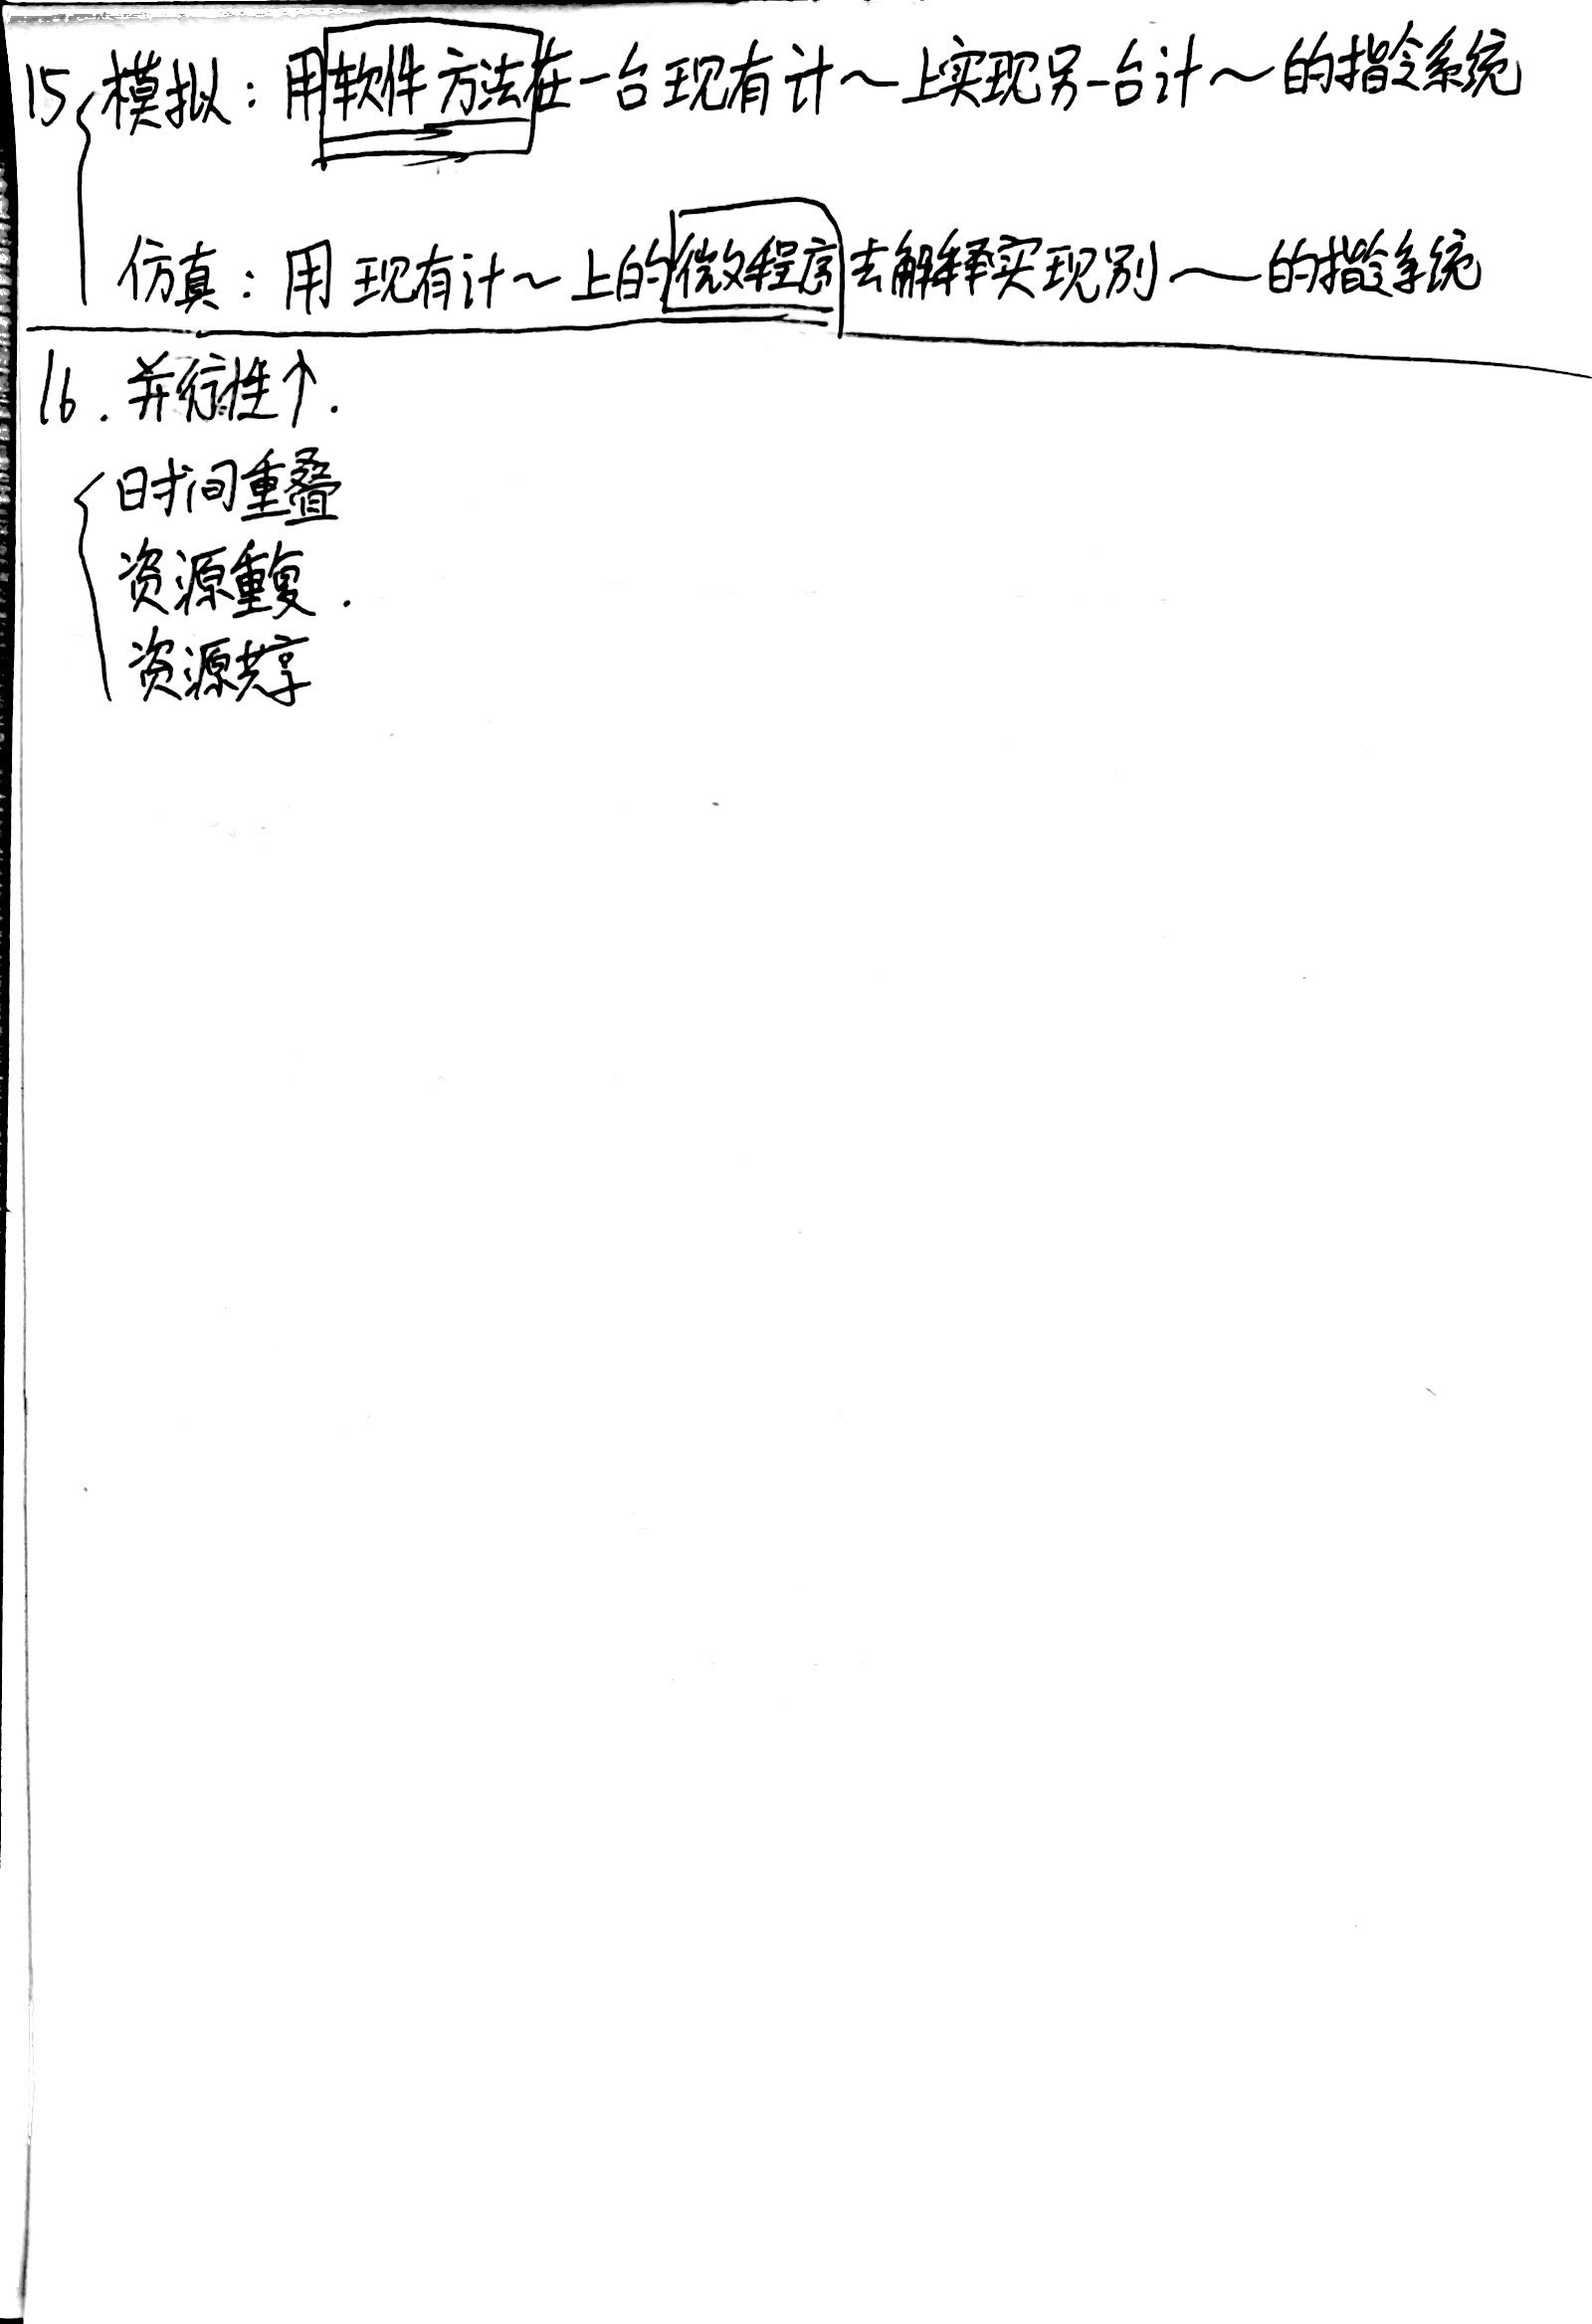 15 模拟：用软件方法在一台现有计～上实现另一台计～的指令系统
仿真：用现有计～上的微程序去解释实现别～的指令系统
16. 并行性↑.
时间重叠
资源重复.
资源共享